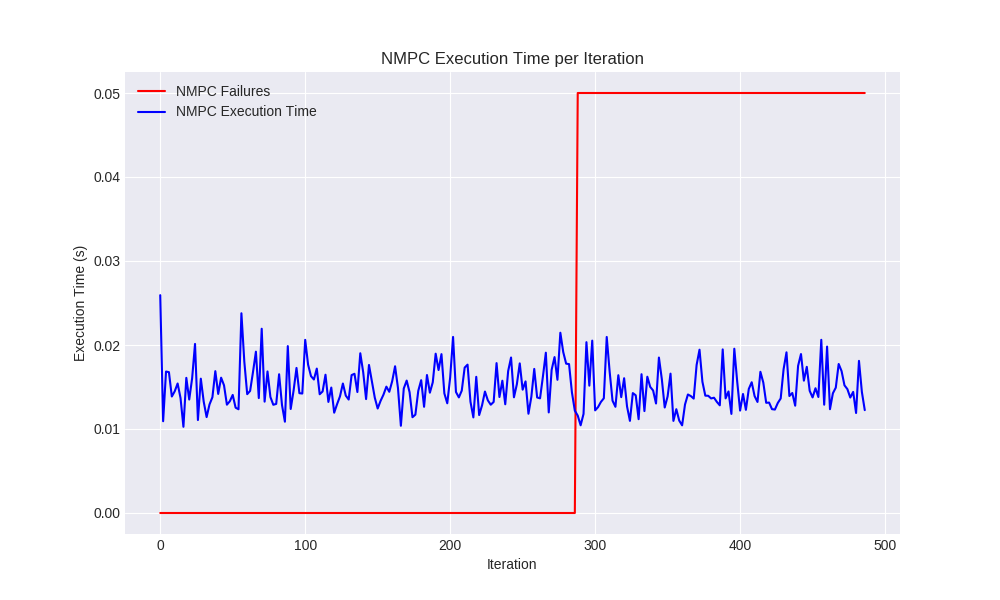 NMPC Execution Time per Iteration
NMPC Failures
NMPC Execution Time
0.05
0.04
0.03
0.02
0.01
0.00
Execution Time (s)
0 100 200 300 400 500
Iteration